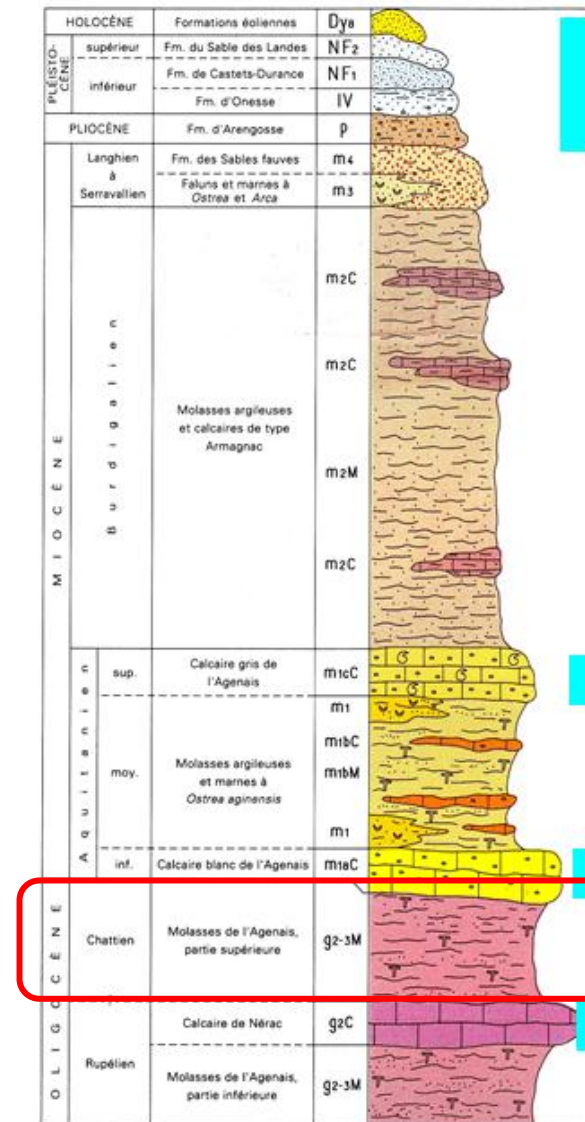 HOLOCÈNE Formations éoliennes Dya
PLÉISTO-
CÈNE
supérieur Fm. du Sable des Landes NF2
inférieur Fm. de Castets-Durance NF1
Fm. d'Onesse IV
PLIOCÈNE Fm. d'Arengosse p
MIOCÈNE
Langhien
à
Serravallien
Fm. des Sables fauves m4
Faluns et marnes à
Ostrea et Arca
m3
Burdigalien
Molasses argileuses
et calcaires de type
Armagnac
m2C
m2C
m2M
m2C
Aquitanien
sup. Calcaire gris de
l'Agenais
m1cC
moy. Molasses argileuses
et marnes à
Ostrea aginensis
m1
m1bC
m1bM
m1
inf. Calcaire blanc de l'Agenais m1aC
OLIGOCÈNE
Chattien Molasses de l'Agenais,
partie supérieure
g2-3M
Rupélien
Calcaire de Nérac g2C
Molasses de l'Agenais,
partie inférieure
g2-3M